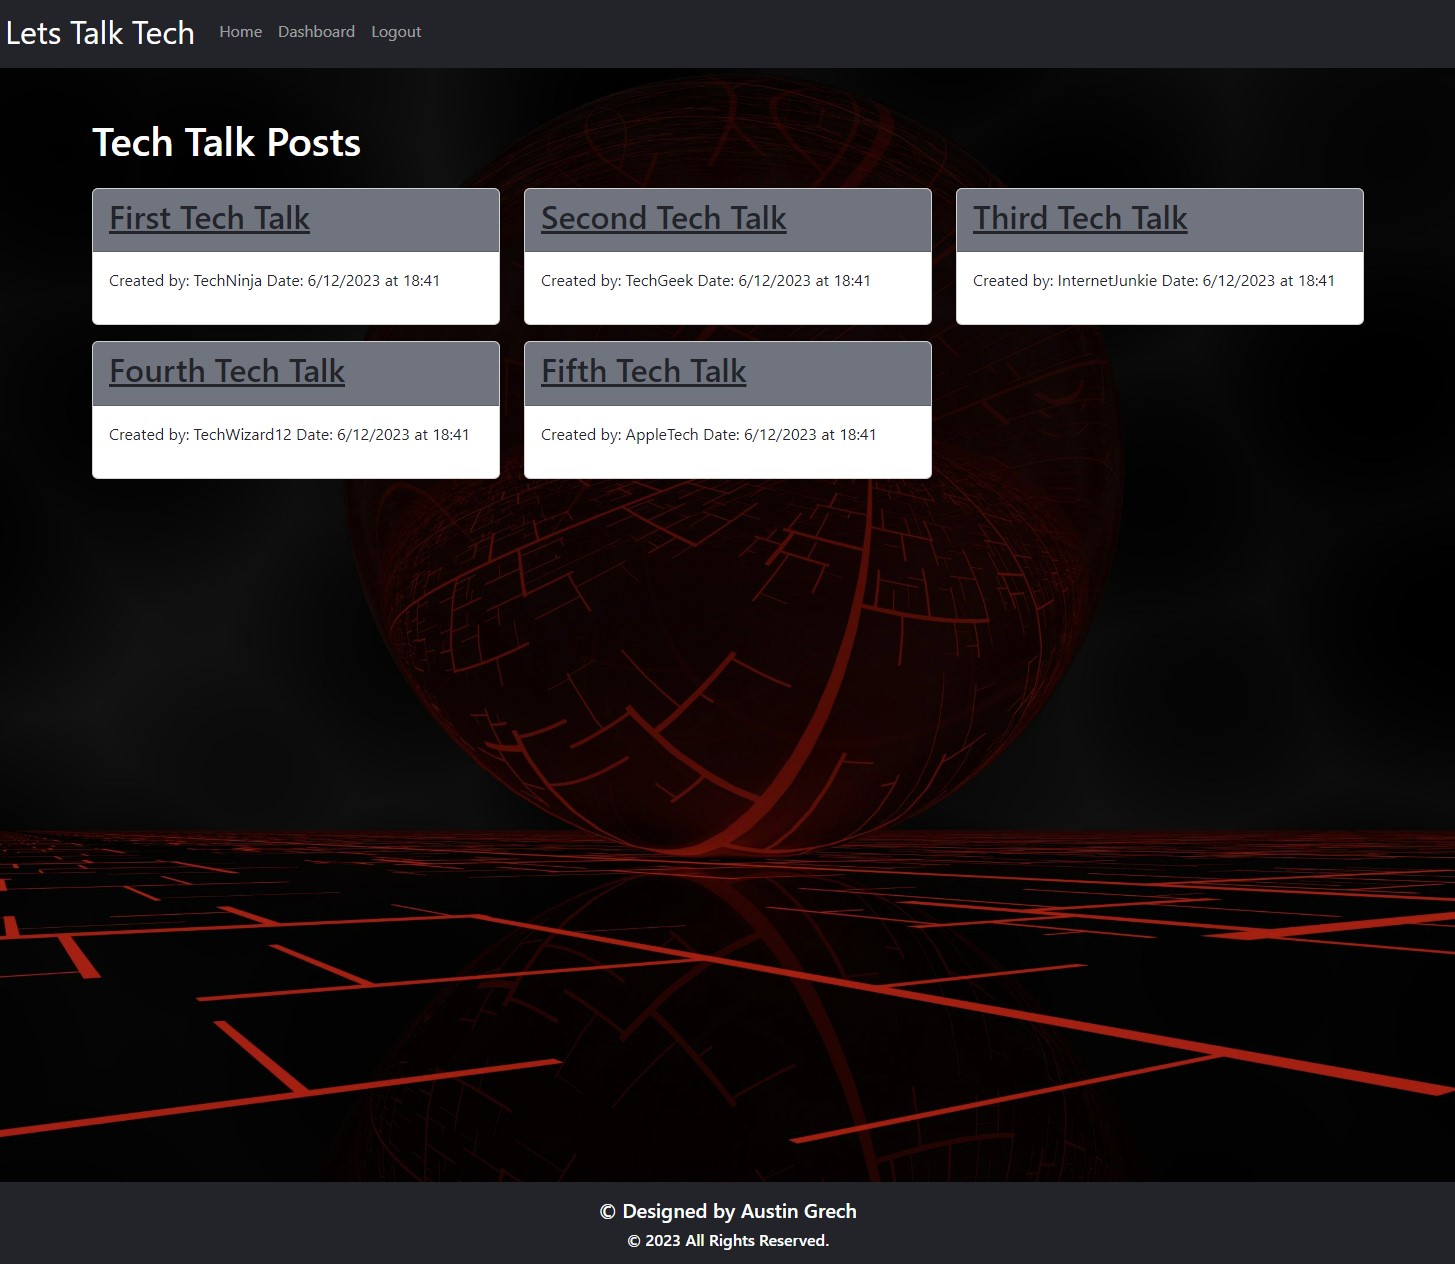 Lets Talk Tech Home Dashboard Logout
Tech Talk Posts
First Tech Talk
Created by: TechNinja Date: 6/12/2023 at 18:41
Second Tech Talk
Created by: TechGeek Date: 6/12/2023 at 18:41
Third Tech Talk
Created by: InternetJunkie Date: 6/12/2023 at 18:41
Fourth Tech Talk
Created by: TechWizard12 Date: 6/12/2023 at 18:41
Fifth Tech Talk
Created by: AppleTech Date: 6/12/2023 at 18:41
© Designed by Austin Grech
© 2023 All Rights Reserved.